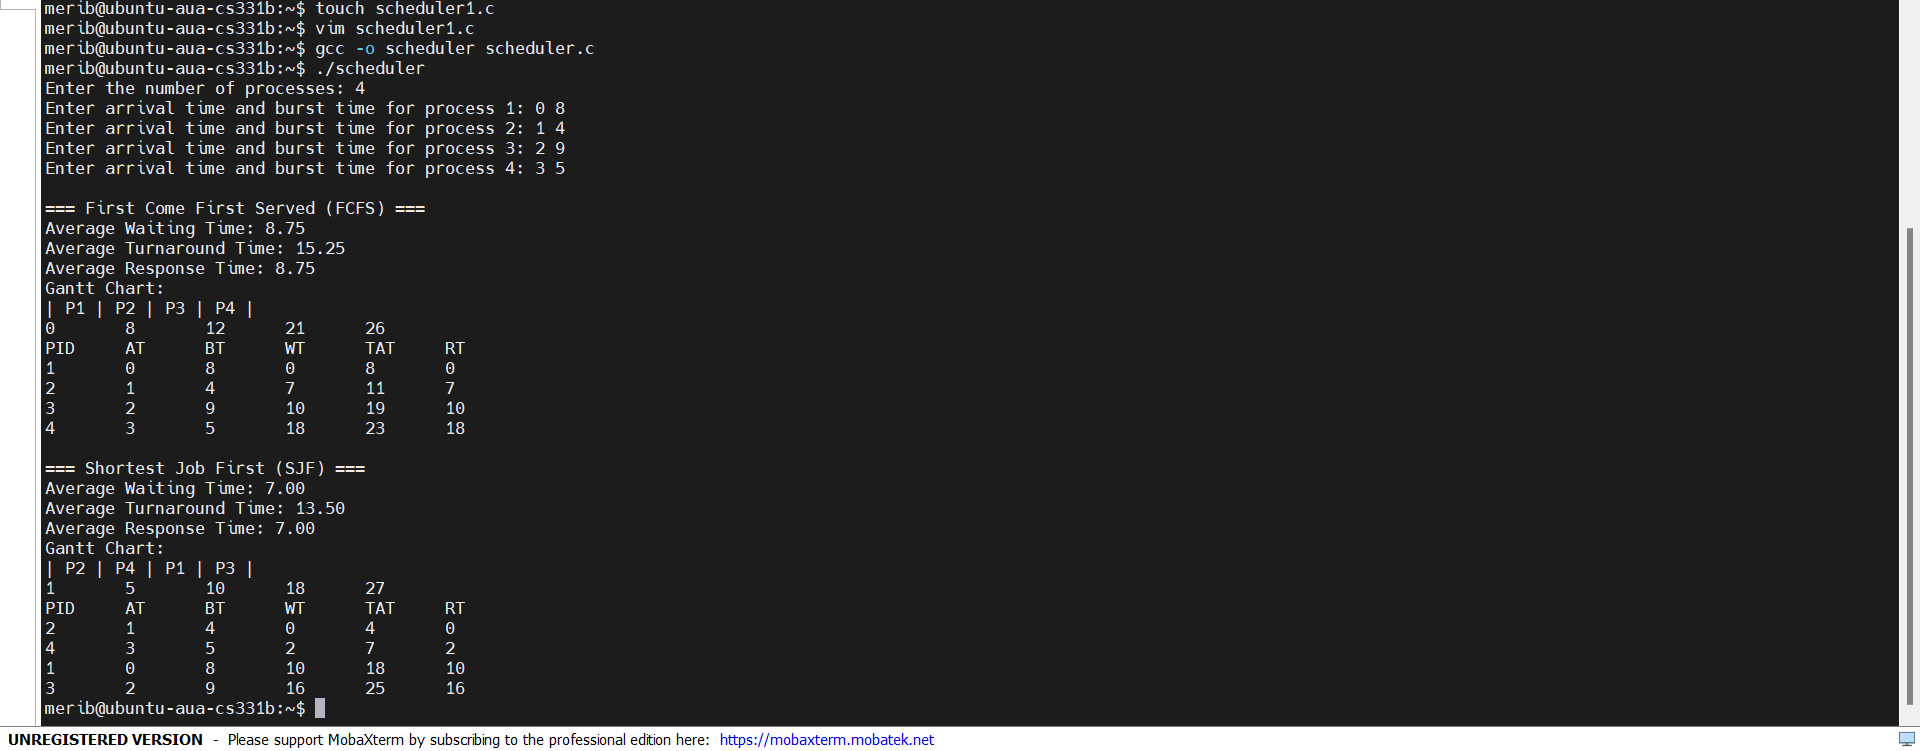 merib@ubuntu-aua-cs331b:~$ touch scheduler1.c
merib@ubuntu-aua-cs331b:~$ vim scheduler1.c
merib@ubuntu-aua-cs331b:~$ gcc -o scheduler scheduler.c
merib@ubuntu-aua-cs331b:~$ ./scheduler
Enter the number of processes: 4
Enter arrival time and burst time for process 1: 0 8
Enter arrival time and burst time for process 2: 1 4
Enter arrival time and burst time for process 3: 2 9
Enter arrival time and burst time for process 4: 3 5
=== First Come First Served (FCFS) ===
Average Waiting Time: 8.75
Average Turnaround Time: 15.25
Average Response Time: 8.75
Gantt Chart:
| P1 | P2 | P3 | P4 |
0       8       12      21      26
PID     AT      BT      WT      TAT     RT
1       0       8       0       8       0
2       1       4       7       11      7
3       2       9       10      19      10
4       3       5       18      23      18
=== Shortest Job First (SJF) ===
Average Waiting Time: 7.00
Average Turnaround Time: 13.50
Average Response Time: 7.00
Gantt Chart:
| P2 | P4 | P1 | P3 |
1       5       10      18      27
PID     AT      BT      WT      TAT     RT
2       1       4       0       4       0
4       3       5       2       7       2
1       0       8       10      18      10
3       2       9       16      25      16
merib@ubuntu-aua-cs331b:~$
UNREGISTERED VERSION - Please support MobaXterm by subscribing to the professional edition here: https://mobaxterm.mobatek.net